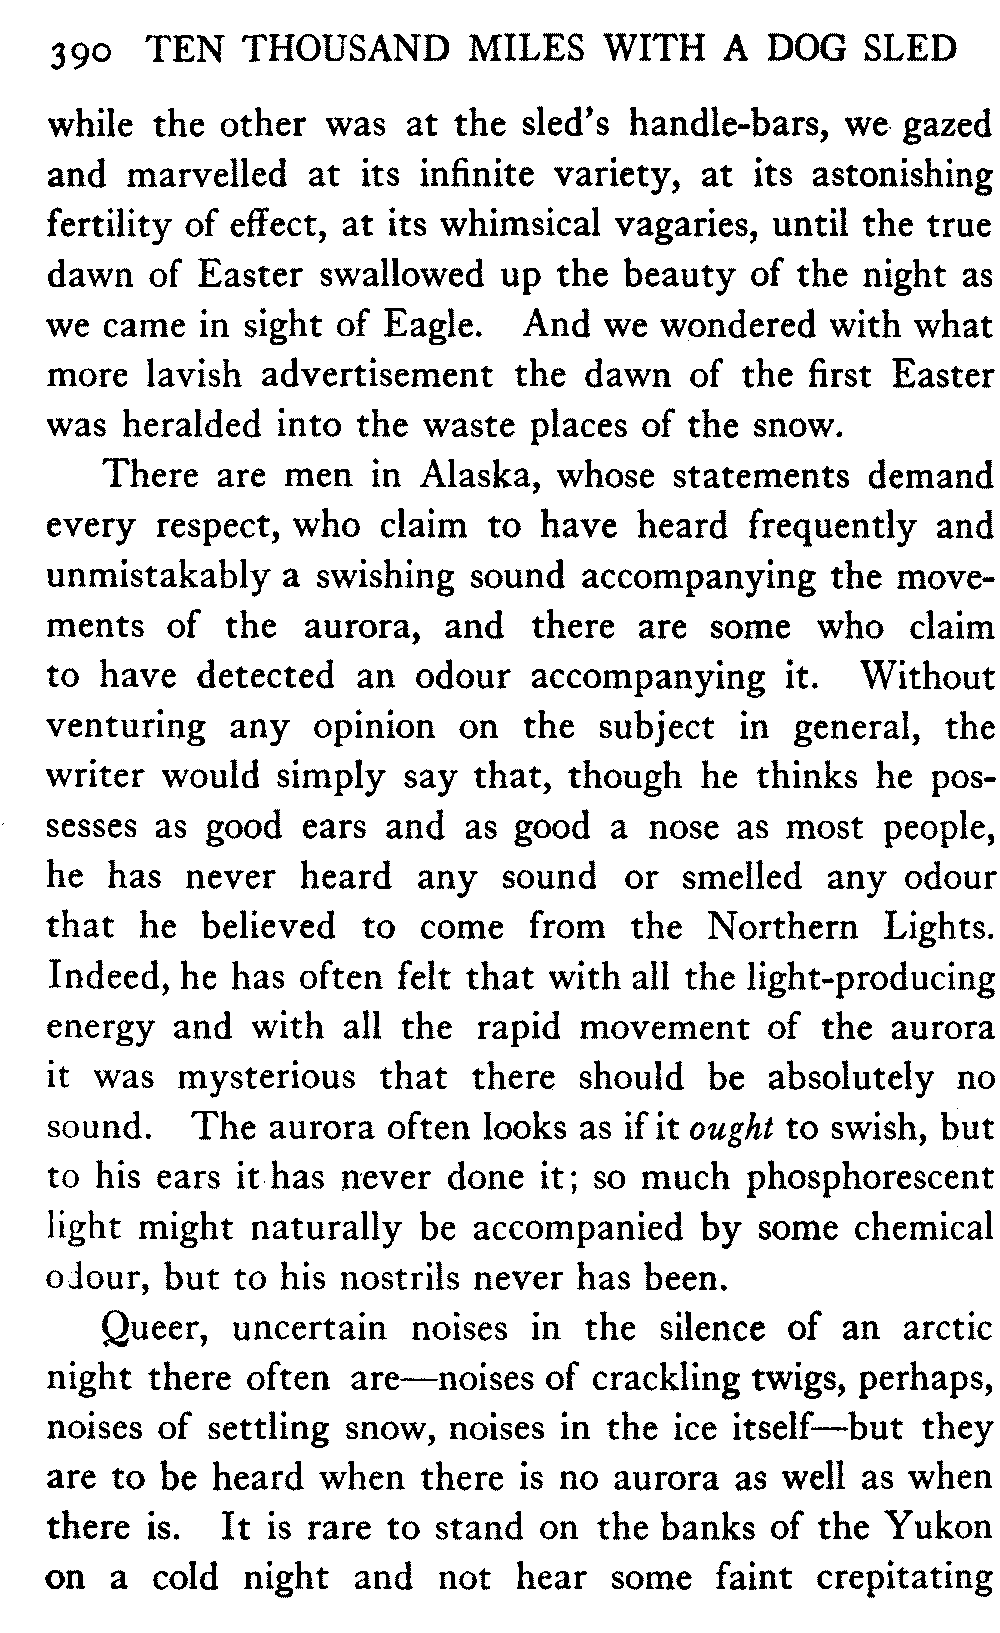 390 TEN THOUSAND MILES WITH A DOG SLED
while the other was at the sled's handle-bars, we gazed
and marvelled at its infinite variety, at its astonishing
fertility of effect, at its whimsical vagaries, until the true
dawn of Easter swallowed up the beauty of the night as
we came in sight of Eagle. And we wondered with what
more lavish advertisement the dawn of the first Easter
was heralded into the waste places of the snow.
There are men in Alaska, whose statements demand
every respect, who claim to have heard frequently and
unmistakably a swishing sound accompanying the move-
ments of the aurora, and there are some who claim
to have detected an odour accompanying it. Without
venturing any opinion on the subject in general, the
writer would simply say that, though he thinks he pos-
sesses as good ears and as good a nose as most people,
he has never heard any sound or smelled any odour
that he believed to come from the Northern Lights.
Indeed, he has often felt that with all the light-producing
energy and with all the rapid movement of the aurora
it was mysterious that there should be absolutely no
sound. The aurora often looks as if it ought to swish, but
to his ears it has never done it; so much phosphorescent
light might naturally be accompanied by some chemical
odour, but to his nostrils never has been.
Queer, uncertain noises in the silence of an arctic
night there often are—noises of crackling twigs, perhaps,
noises of settling snow, noises in the ice itself—but they
are to be heard when there is no aurora as well as when
there is. It is rare to stand on the banks of the Yukon
on a cold night and not hear some faint crepitating